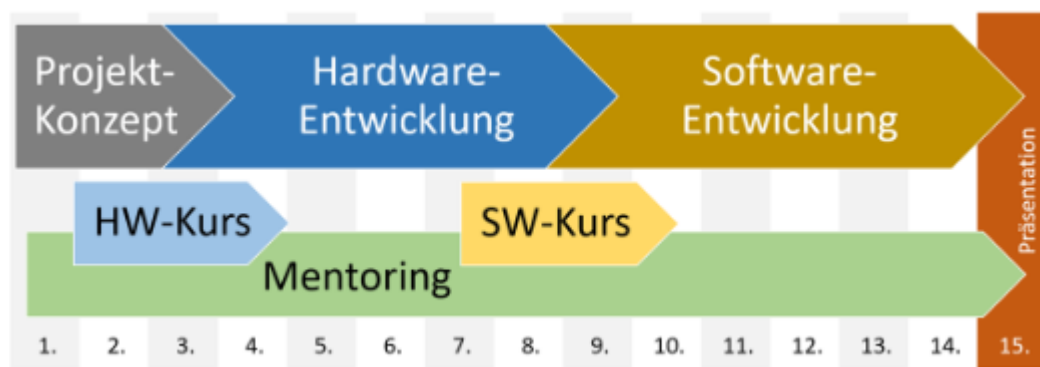 Projekt-
Konzept
Hardware-
Entwicklung
Software-
Entwicklung
HW-Kurs
SW-Kurs
Mentoring
Präsentation
1. 2. 3. 4. 5. 6. 7. 8. 9. 10. 11. 12. 13. 14. 15.